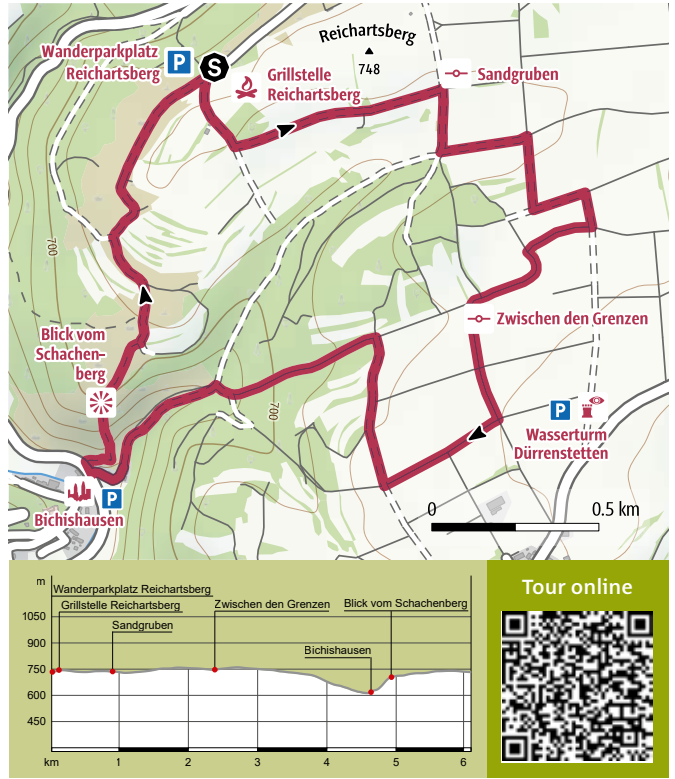 Wanderparkplatz
Reichartsberg
P
S
Grillstelle
Reichartsberg
Reichartsberg
748
Sandgruben
700
Zwischen den Grenzen
Blick vom
Schachen-
berg
700
P
Wasserturm
Dürrenstetten
P
Bichishausen
0 0.5 km
m
Wanderparkplatz Reichartsberg
Grillstelle Reichartsberg
Zwischen den Grenzen
Blick vom Schachenberg
Sandgruben
Bichishausen
1050
900
750
600
450
km 1 2 3 4 5 6
Tour online